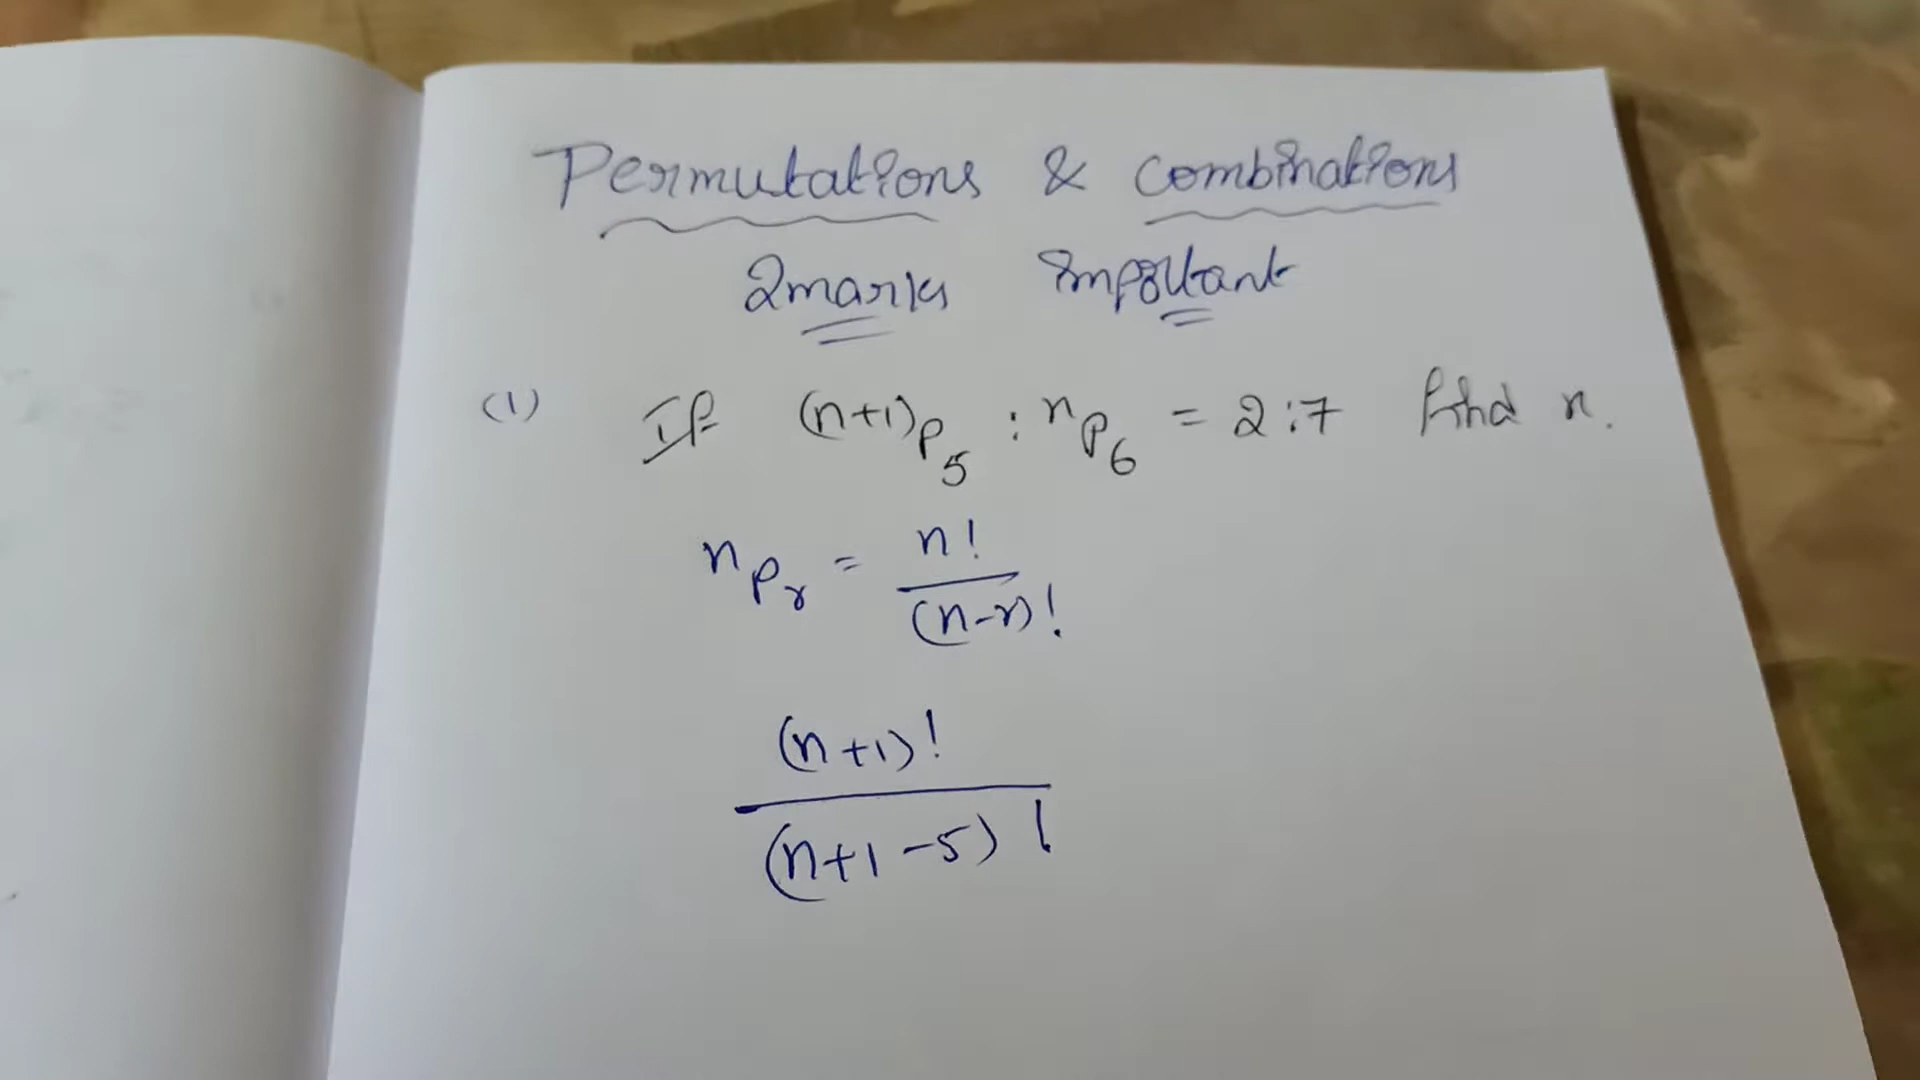 Permutations & Combinations
2marks Important
(1) If (n+1)P5 : nP6 = 2:7 find n.
nPr = n! / (n-r)!
(n+1)!
(n+1-5)!